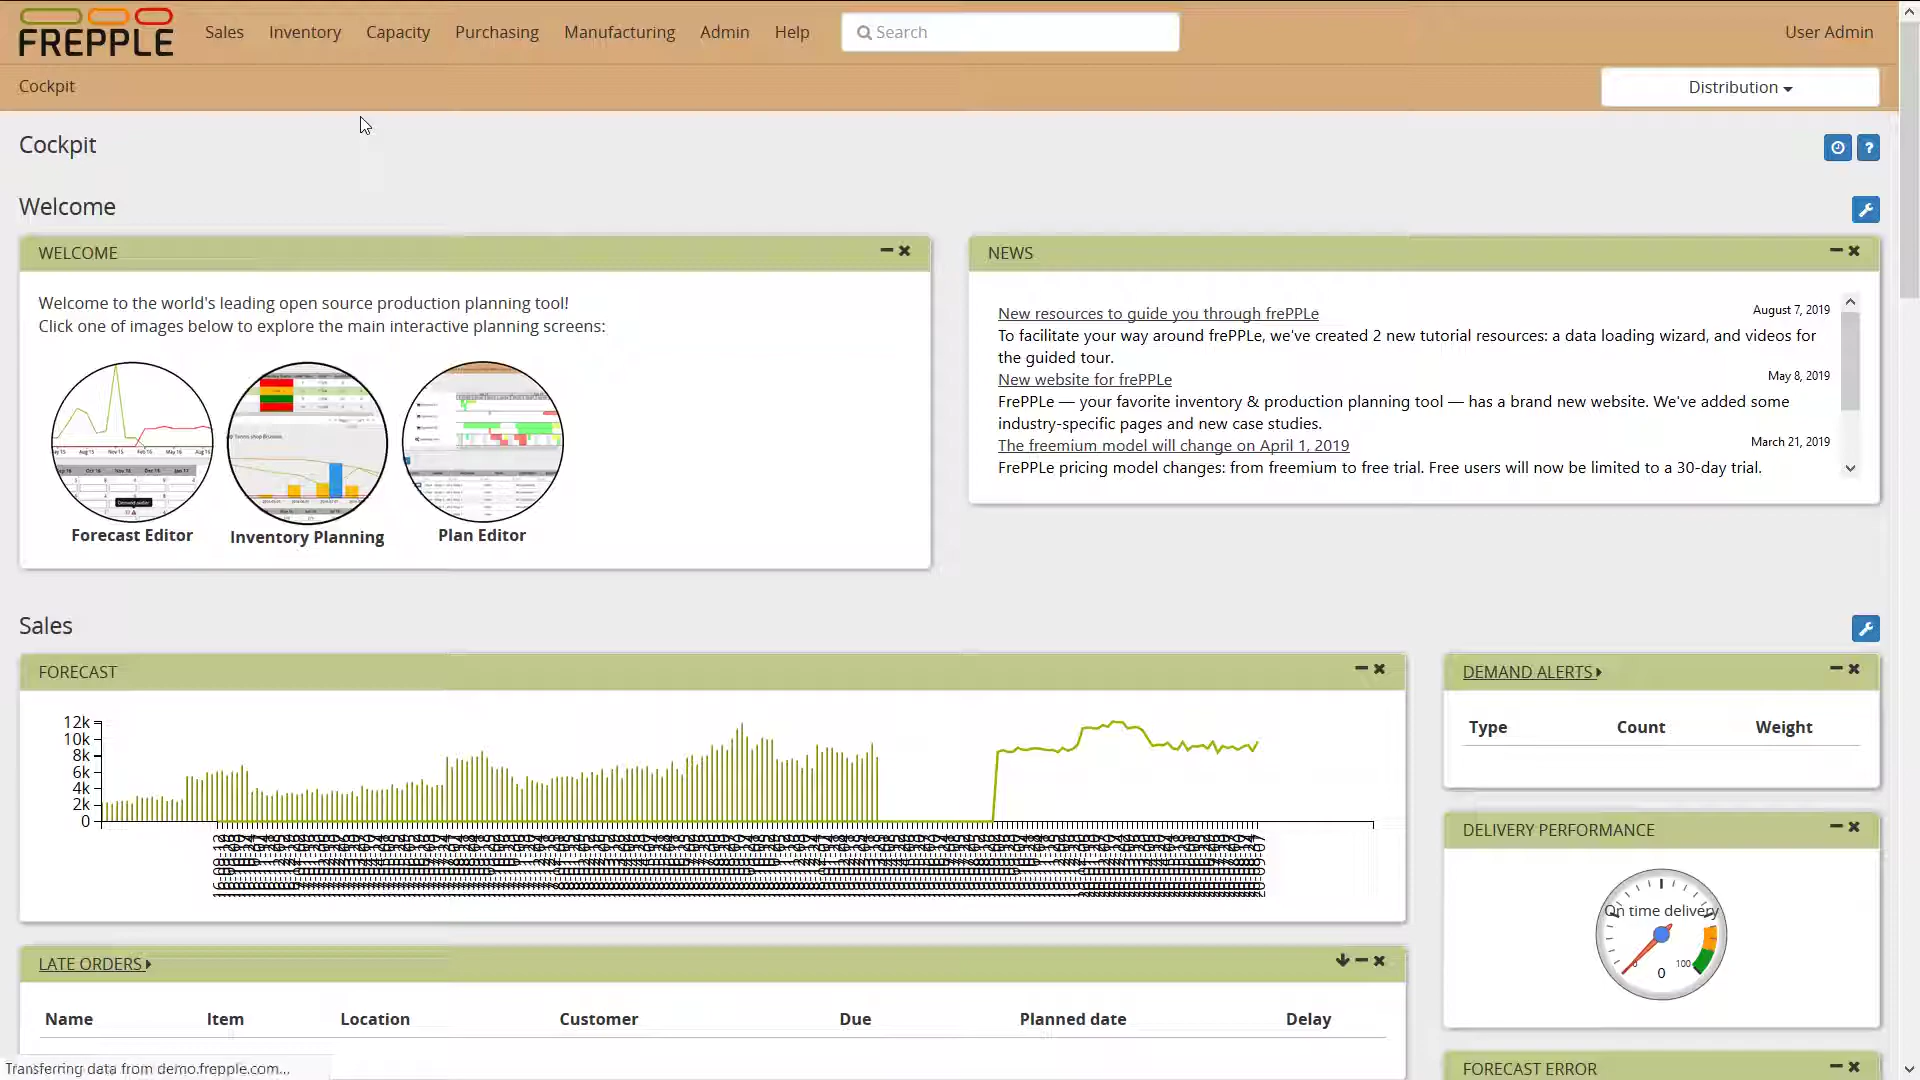 FREPPLE
Sales Inventory Capacity Purchasing Manufacturing Admin Help Search User Admin
Cockpit Distribution
Cockpit
Welcome
WELCOME
Welcome to the world's leading open source production planning tool!
Click one of images below to explore the main interactive planning screens:
Forecast Editor Inventory Planning Plan Editor
NEWS
New resources to guide you through frePPLe August 7, 2019
To facilitate your way around frePPLe, we've created 2 new tutorial resources: a data loading wizard, and videos for
the guided tour.
New website for frePPLe May 8, 2019
FrePPLe — your favorite inventory & production planning tool — has a brand new website. We've added some
industry-specific pages and new case studies.
The freemium model will change on April 1, 2019 March 21, 2019
FrePPLe pricing model changes: from freemium to free trial. Free users will now be limited to a 30-day trial.
Sales
FORECAST
12k
10k
8k
6k
4k
2k
0
DEMAND ALERTS
Type Count Weight
DELIVERY PERFORMANCE
On time delivery
0 100
0
LATE ORDERS
Name Item Location Customer Due Planned date Delay
FORECAST ERROR
Transferring data from demo.frepple.com...